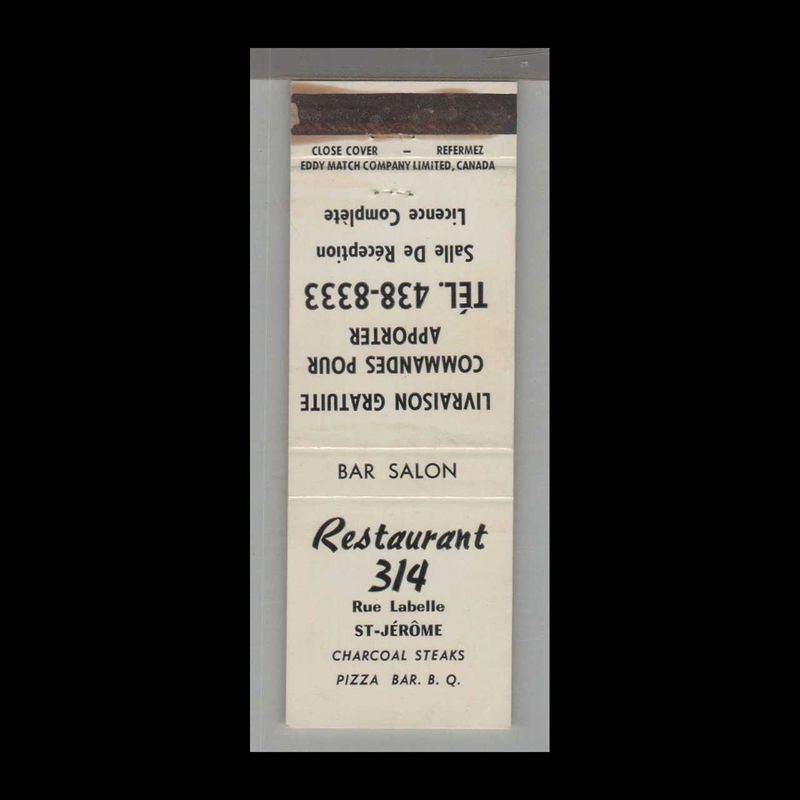 CLOSE COVER – REFERMEZ
EDDY MATCH COMPANY LIMITED, CANADA
LIVRAISON GRATUITE
COMMANDES POUR
APPORTER
TÉL. 438-8333
Salle De Réception
Licence Complète
BAR SALON
Restaurant
314
Rue Labelle
ST-JÉRÔME
CHARCOAL STEAKS
PIZZA BAR. B. Q.